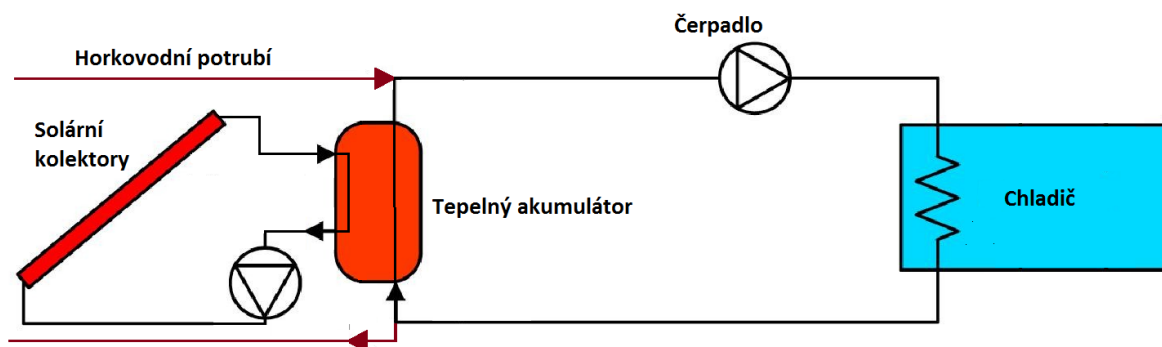 Čerpadlo
Horkovodní potrubí
Solární
kolektory
Tepelný akumulátor
Chladič